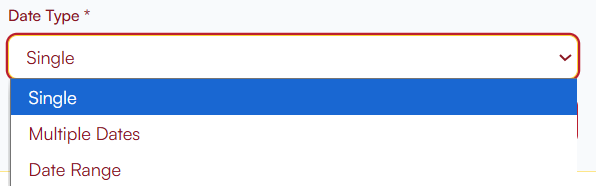 Date Type *
Single
Single
Multiple Dates
Date Range